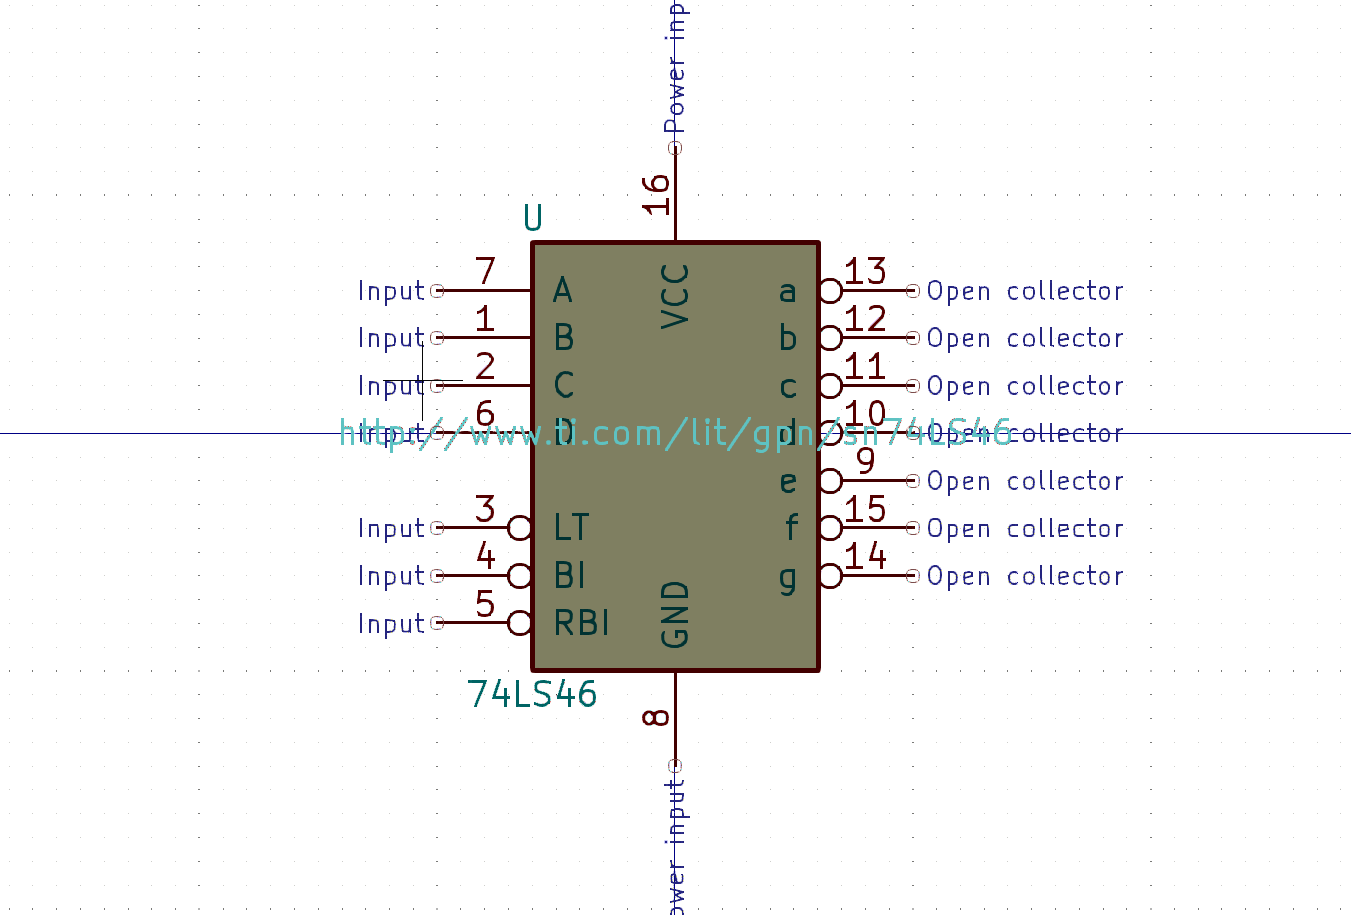 Power inp
16
U
VCC
Input 7 A a 13 Open collector
Input 1 B b 12 Open collector
Input 2 C c 11 Open collector
Input 6 D d 10 Open collector
http://www.ti.com/lit/gpn/sn74LS46
e 9 Open collector
Input 3 LT f 15 Open collector
Input 4 BI g 14 Open collector
Input 5 RBI
GND
74LS46
8
ower input